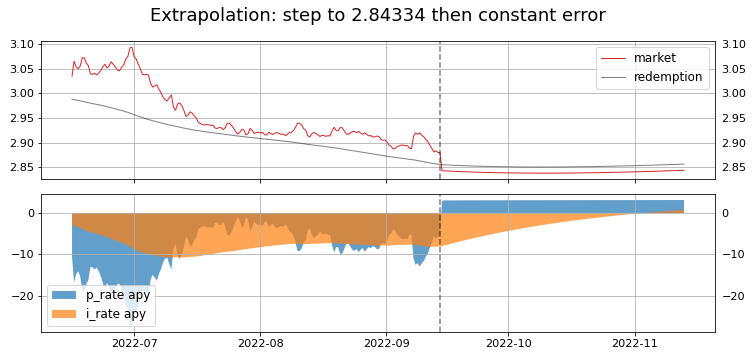 Extrapolation: step to 2.84334 then constant error
3.10 3.10
3.05 3.05
3.00 3.00
2.95 2.95
2.90 2.90
2.85 2.85
market
redemption
0 0
−10 −10
−20 −20
p_rate apy
i_rate apy
2022-07 2022-08 2022-09 2022-10 2022-11